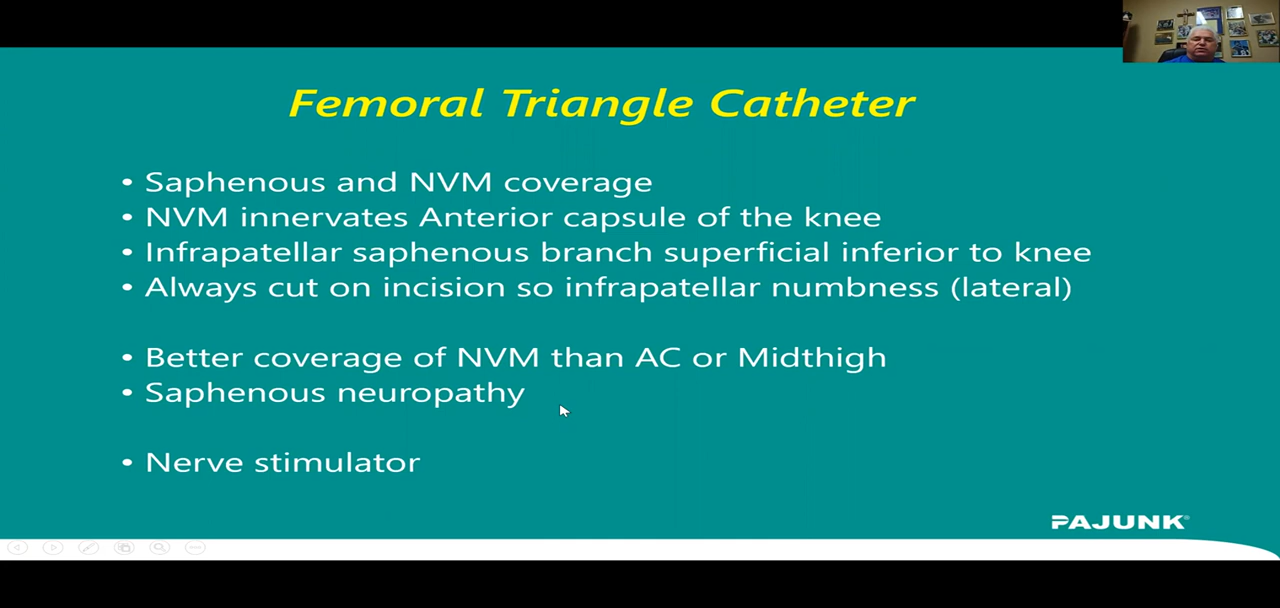 Femoral Triangle Catheter
• Saphenous and NVM coverage
• NVM innervates Anterior capsule of the knee
• Infrapatellar saphenous branch superficial inferior to knee
• Always cut on incision so infrapatellar numbness (lateral)
• Better coverage of NVM than AC or Midthigh
• Saphenous neuropathy
• Nerve stimulator
PAJUNK®